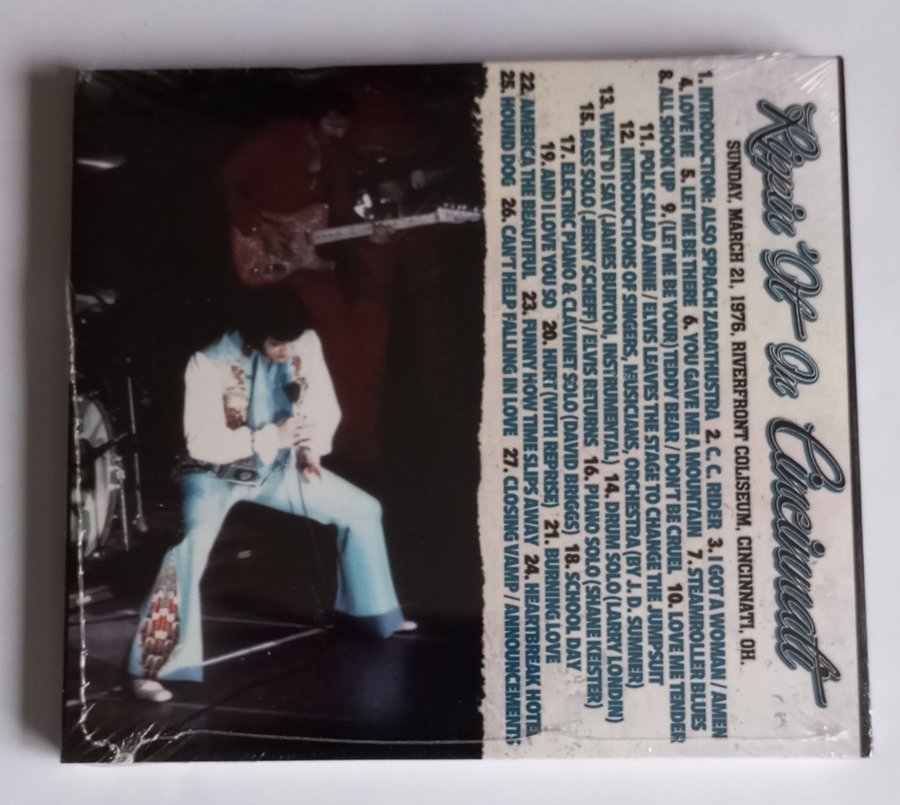 Rippin' Of It In Cincinnati
SUNDAY, MARCH 21, 1976, RIVERFRONT COLISEUM, CINCINNATI, OH.
1. INTRODUCTION: ALSO SPRACH ZARATHUSTRA 2. C. C. RIDER 3. I GOT A WOMAN / AMEN
4. LOVE ME 5. LET ME BE THERE 6. YOU GAVE ME A MOUNTAIN 7. STEAMROLLER BLUES
8. ALL SHOOK UP 9. (LET ME BE YOUR) TEDDY BEAR / DON'T BE CRUEL 10. LOVE ME TENDER
11. POLK SALAD ANNIE / ELVIS LEAVES THE STAGE TO CHANGE THE JUMPSUIT
12. INTRODUCTIONS OF SINGERS, MUSICIANS, ORCHESTRA (BY J. D. SUMNER)
13. WHAT'D I SAY (JAMES BURTON, INSTRUMENTAL) 14. DRUM SOLO (LARRY LONDIN)
15. BASS SOLO (JERRY SCHEFF) / ELVIS RETURNS 16. PIANO SOLO (SHANE KEISTER)
17. ELECTRIC PIANO & CLAVINET SOLO (DAVID BRIGGS) 18. SCHOOL DAY
19. AND I LOVE YOU SO 20. HURT (WITH REPRISE) 21. BURNING LOVE
22. AMERICA THE BEAUTIFUL 23. FUNNY HOW TIME SLIPS AWAY 24. HEARTBREAK HOTEL
25. HOUND DOG 26. CAN'T HELP FALLING IN LOVE 27. CLOSING VAMP / ANNOUNCEMENTS